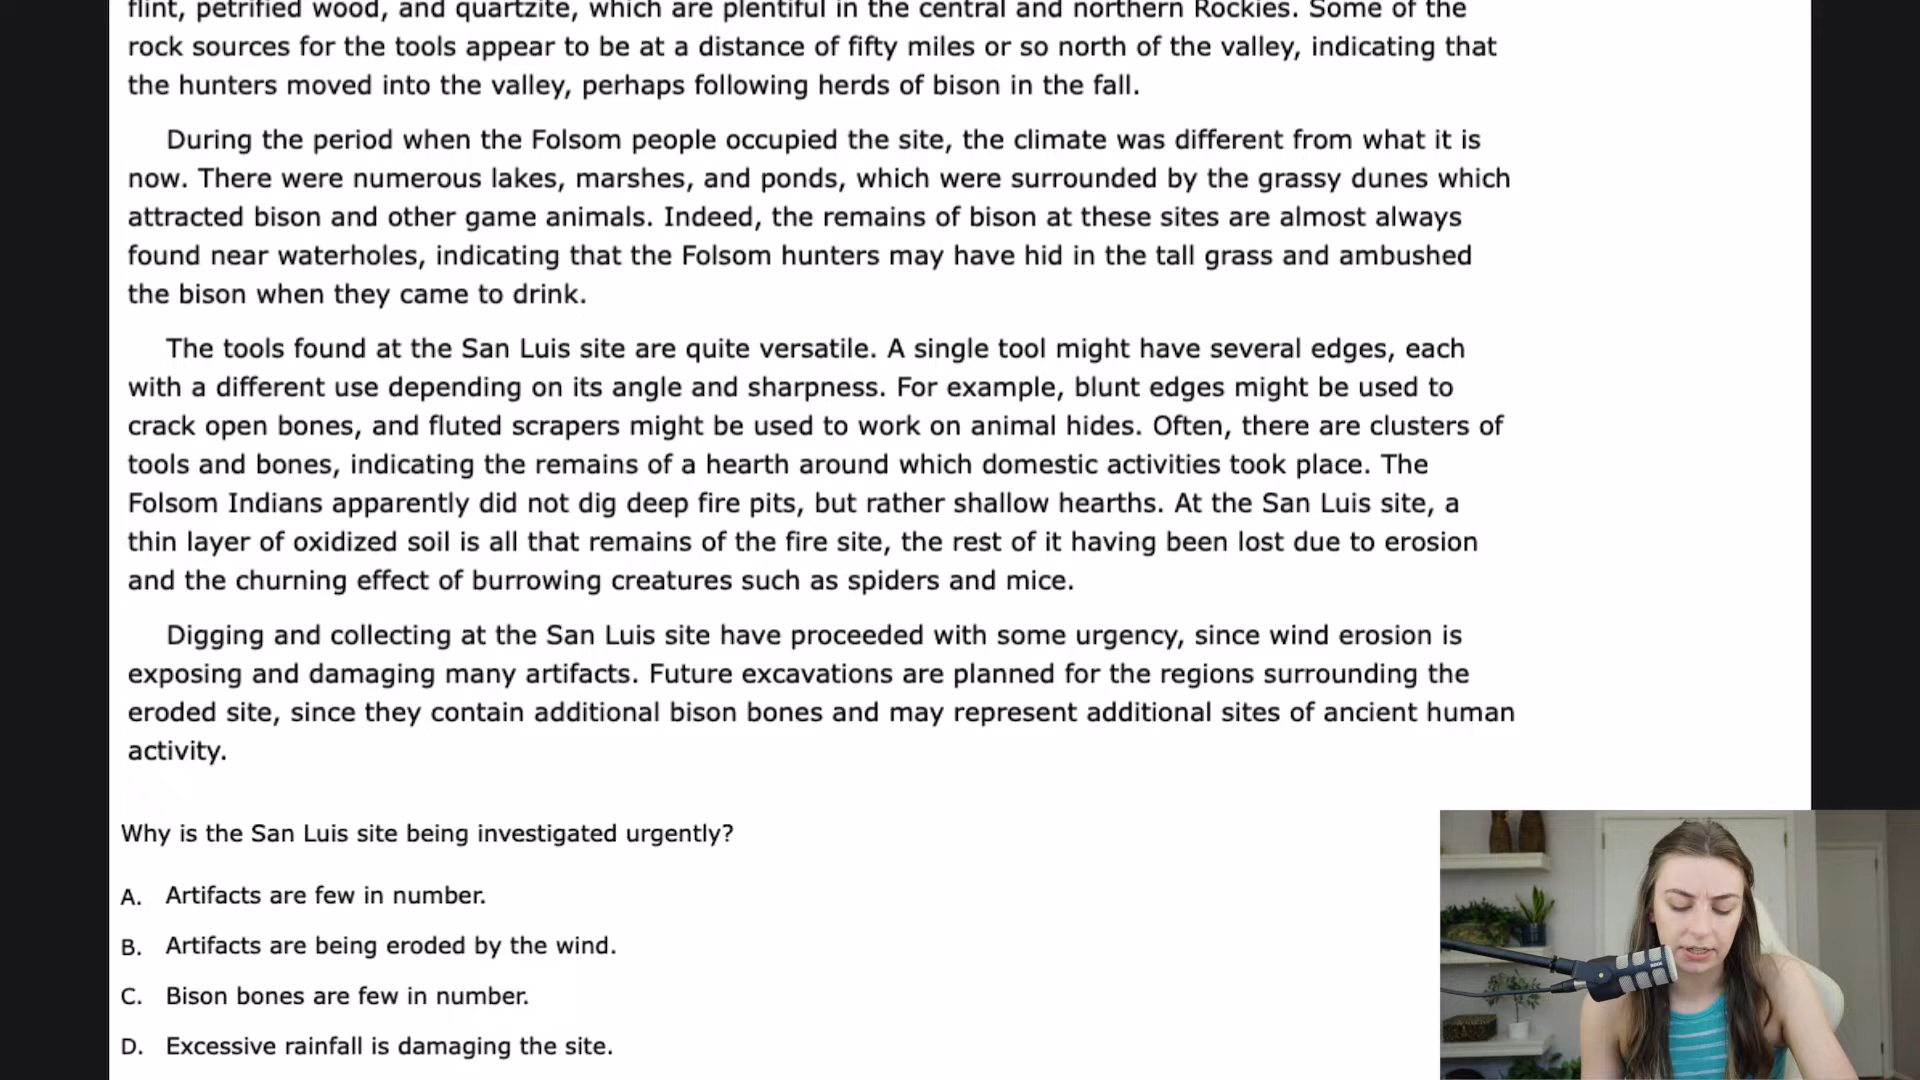 flint, petrified wood, and quartzite, which are plentiful in the central and northern Rockies. Some of the
rock sources for the tools appear to be at a distance of fifty miles or so north of the valley, indicating that
the hunters moved into the valley, perhaps following herds of bison in the fall.
During the period when the Folsom people occupied the site, the climate was different from what it is
now. There were numerous lakes, marshes, and ponds, which were surrounded by the grassy dunes which
attracted bison and other game animals. Indeed, the remains of bison at these sites are almost always
found near waterholes, indicating that the Folsom hunters may have hid in the tall grass and ambushed
the bison when they came to drink.
The tools found at the San Luis site are quite versatile. A single tool might have several edges, each
with a different use depending on its angle and sharpness. For example, blunt edges might be used to
crack open bones, and fluted scrapers might be used to work on animal hides. Often, there are clusters of
tools and bones, indicating the remains of a hearth around which domestic activities took place. The
Folsom Indians apparently did not dig deep fire pits, but rather shallow hearths. At the San Luis site, a
thin layer of oxidized soil is all that remains of the fire site, the rest of it having been lost due to erosion
and the churning effect of burrowing creatures such as spiders and mice.
Digging and collecting at the San Luis site have proceeded with some urgency, since wind erosion is
exposing and damaging many artifacts. Future excavations are planned for the regions surrounding the
eroded site, since they contain additional bison bones and may represent additional sites of ancient human
activity.
Why is the San Luis site being investigated urgently?
A. Artifacts are few in number.
B. Artifacts are being eroded by the wind.
C. Bison bones are few in number.
D. Excessive rainfall is damaging the site.